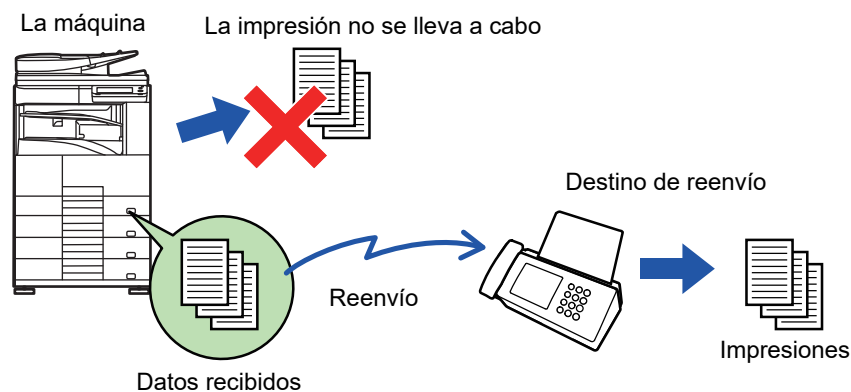 La máquina
La impresión no se lleva a cabo
Destino de reenvío
Reenvío
Impresiones
Datos recibidos